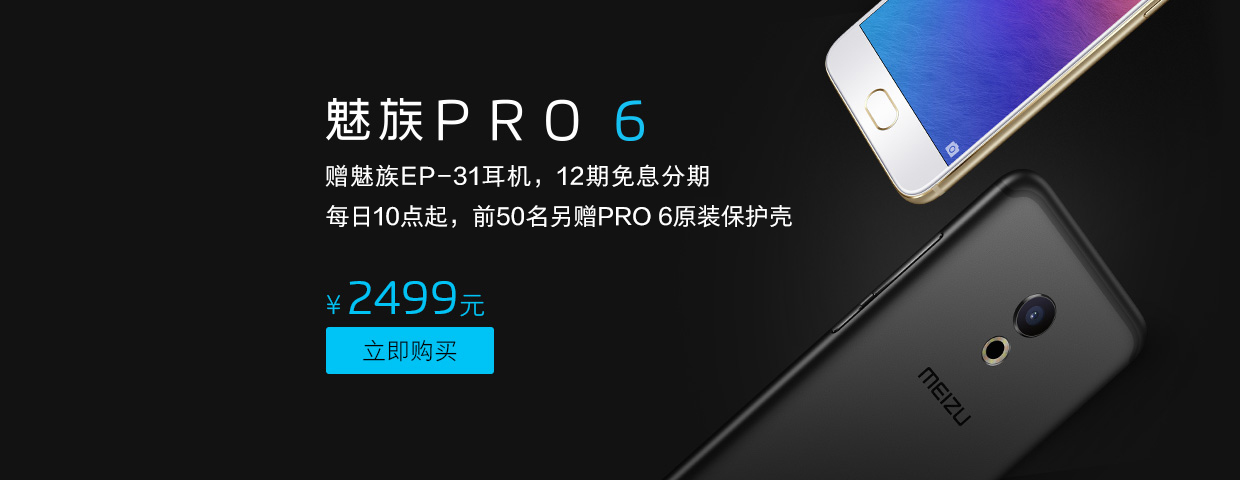 魅族PRO 6
赠魅族EP-31耳机，12期免息分期
每日10点起，前50名另赠PRO 6原装保护壳
¥2499元
立即购买
MEIZU